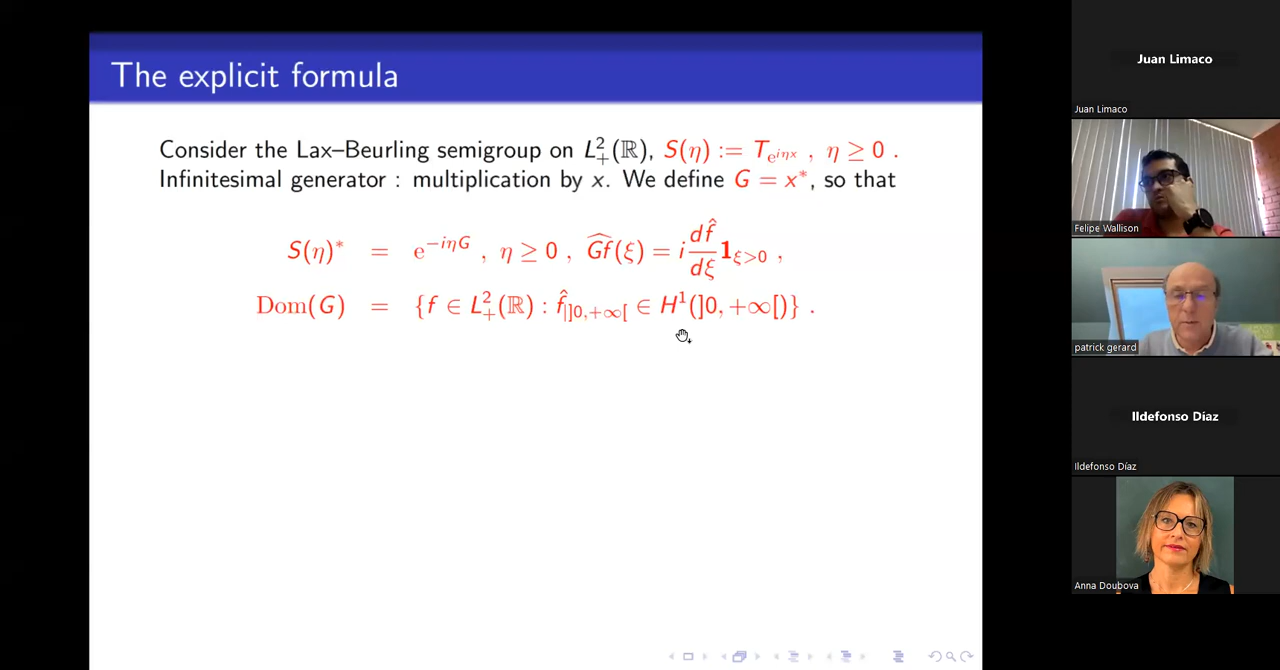 The explicit formula
Consider the Lax–Beurling semigroup on L²₊(ℝ), S(η) := T_{e^{iηx}} , η ≥ 0 .
Infinitesimal generator : multiplication by x. We define G = x*, so that
S(η)* = e^{−iηG} , η ≥ 0 , \widehat{Gf}(ξ) = i \frac{d\hat{f}}{dξ} 𝟏_{ξ>0} ,
Dom(G) = {f ∈ L²₊(ℝ) : \hat{f}_{|]0,+∞[} ∈ H¹(]0, +∞[)} .
Juan Limaco
Juan Limaco
Felipe Wallison
patrick gerard
Ildefonso Díaz
Ildefonso Díaz
Anna Doubova